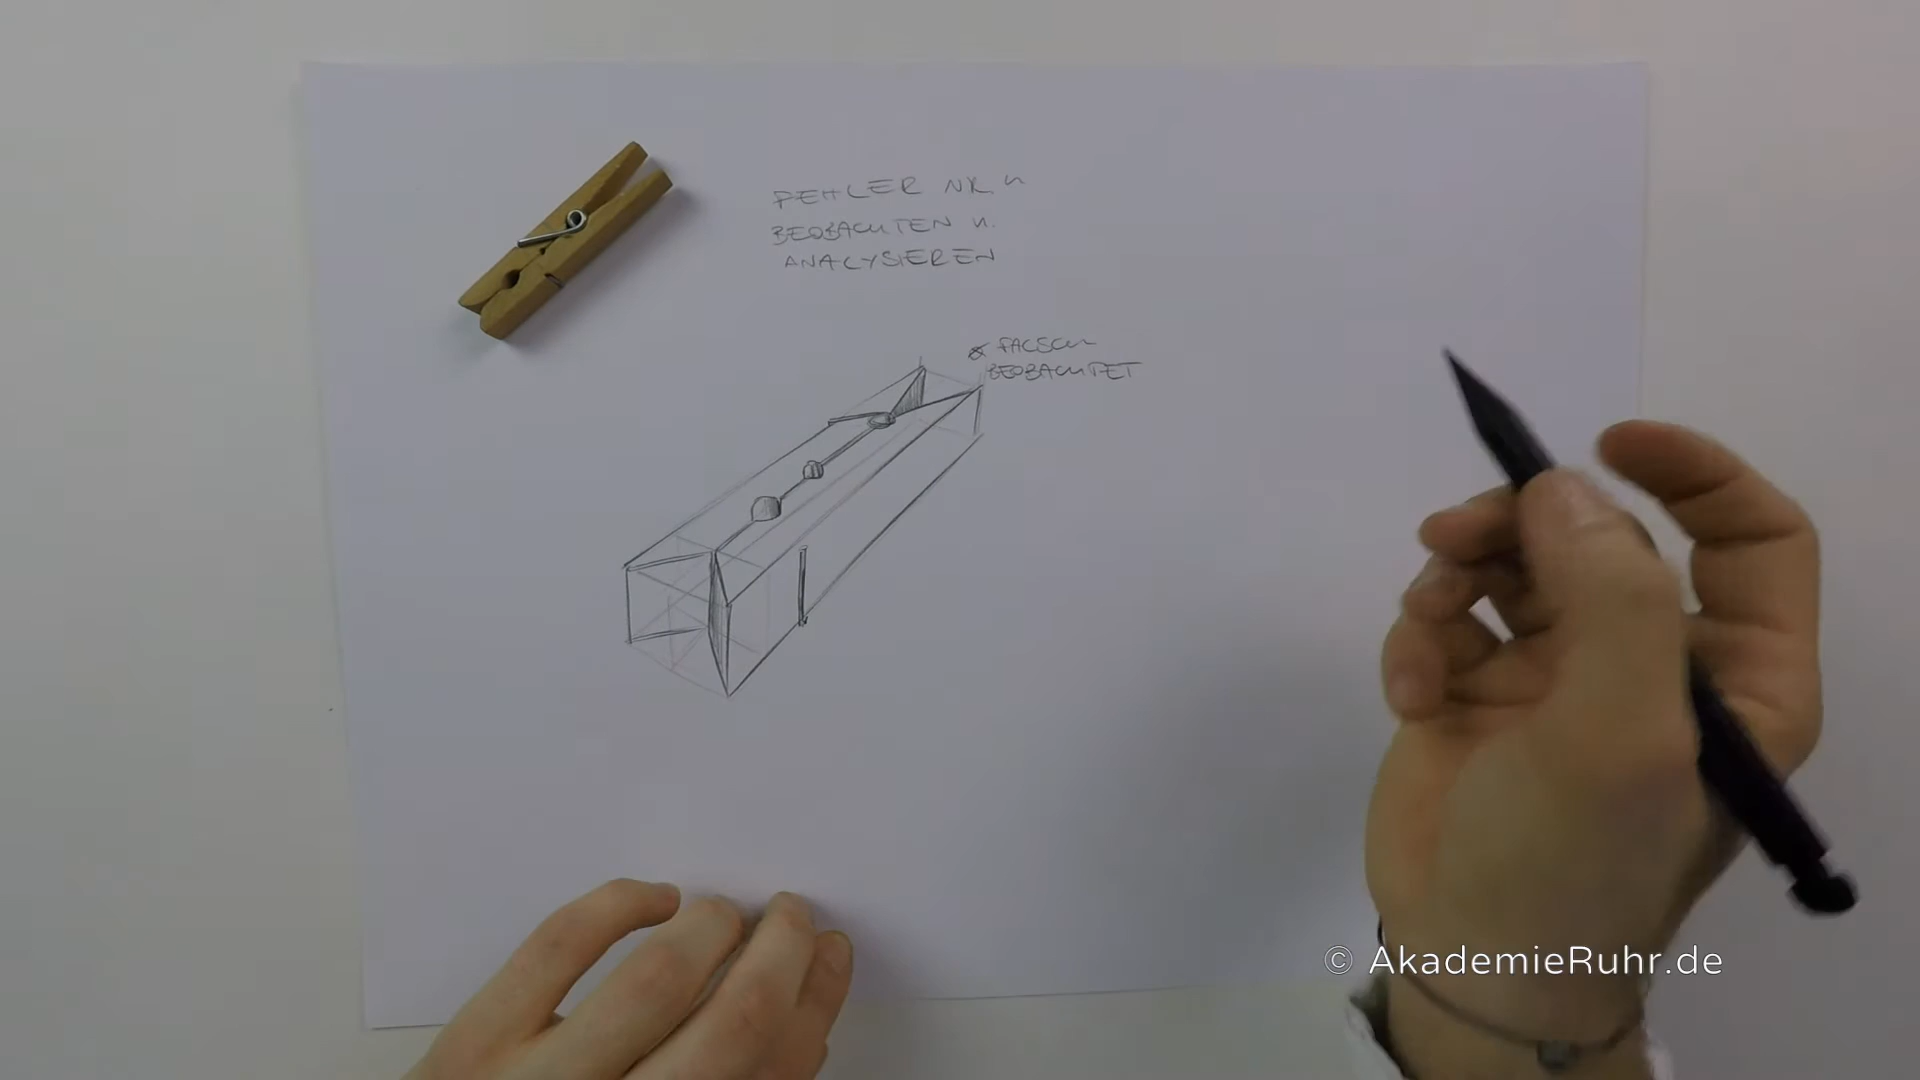 FEHLER NR. 4
BEOBACHTEN U.
ANALYSIEREN
* FALSCH
BEOBACHTET
© AkademieRuhr.de